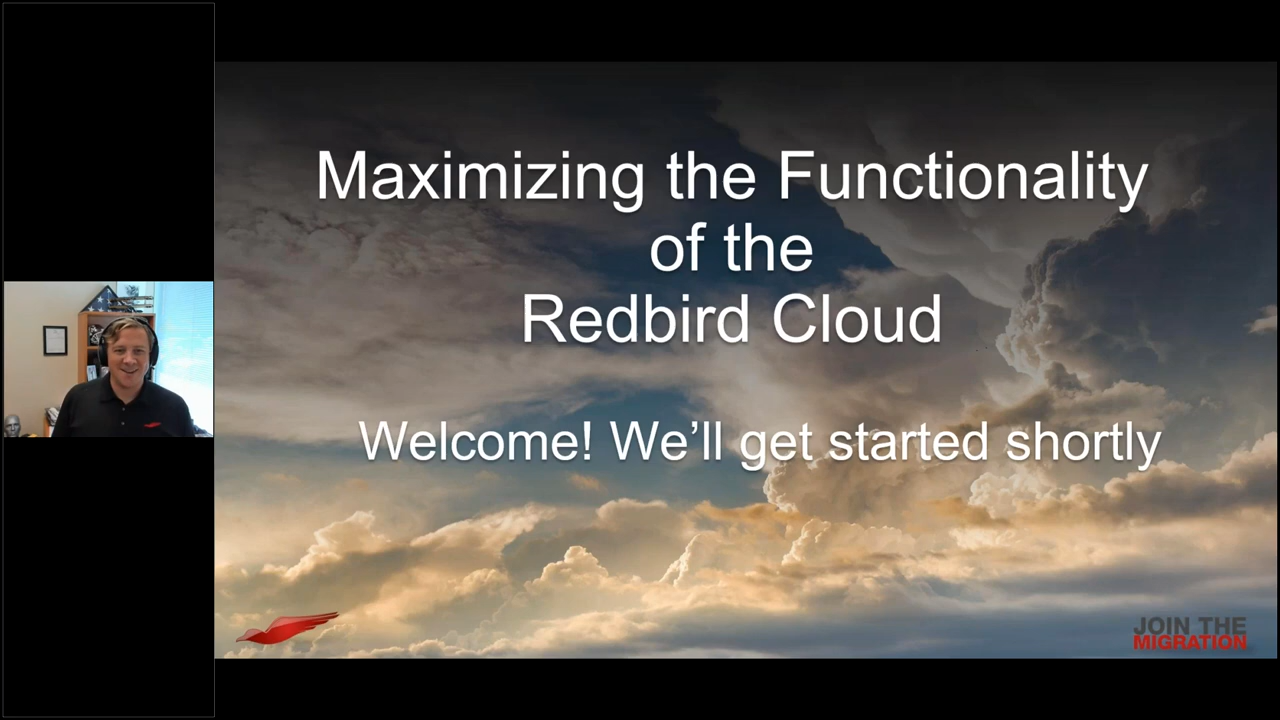 Maximizing the Functionality
of the
Redbird Cloud
Welcome! We’ll get started shortly
JOIN THE
MIGRATION